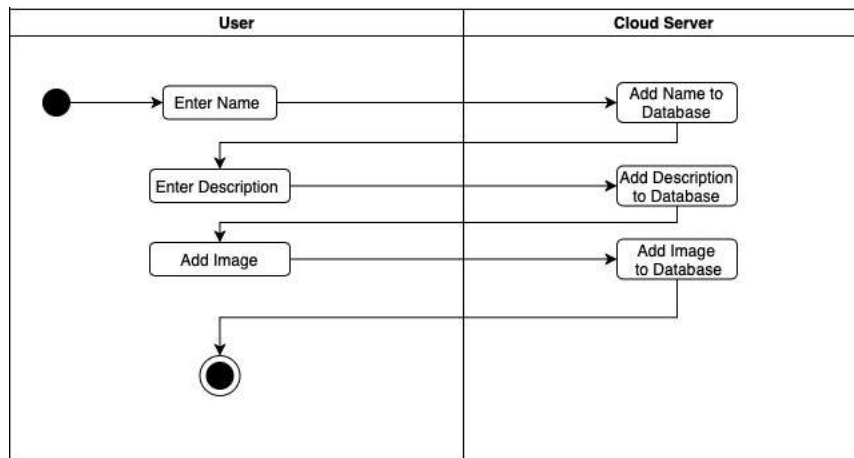 User
Cloud Server
Enter Name
Add Name to
Database
Enter Description
Add Description
to Database
Add Image
Add Image
to Database